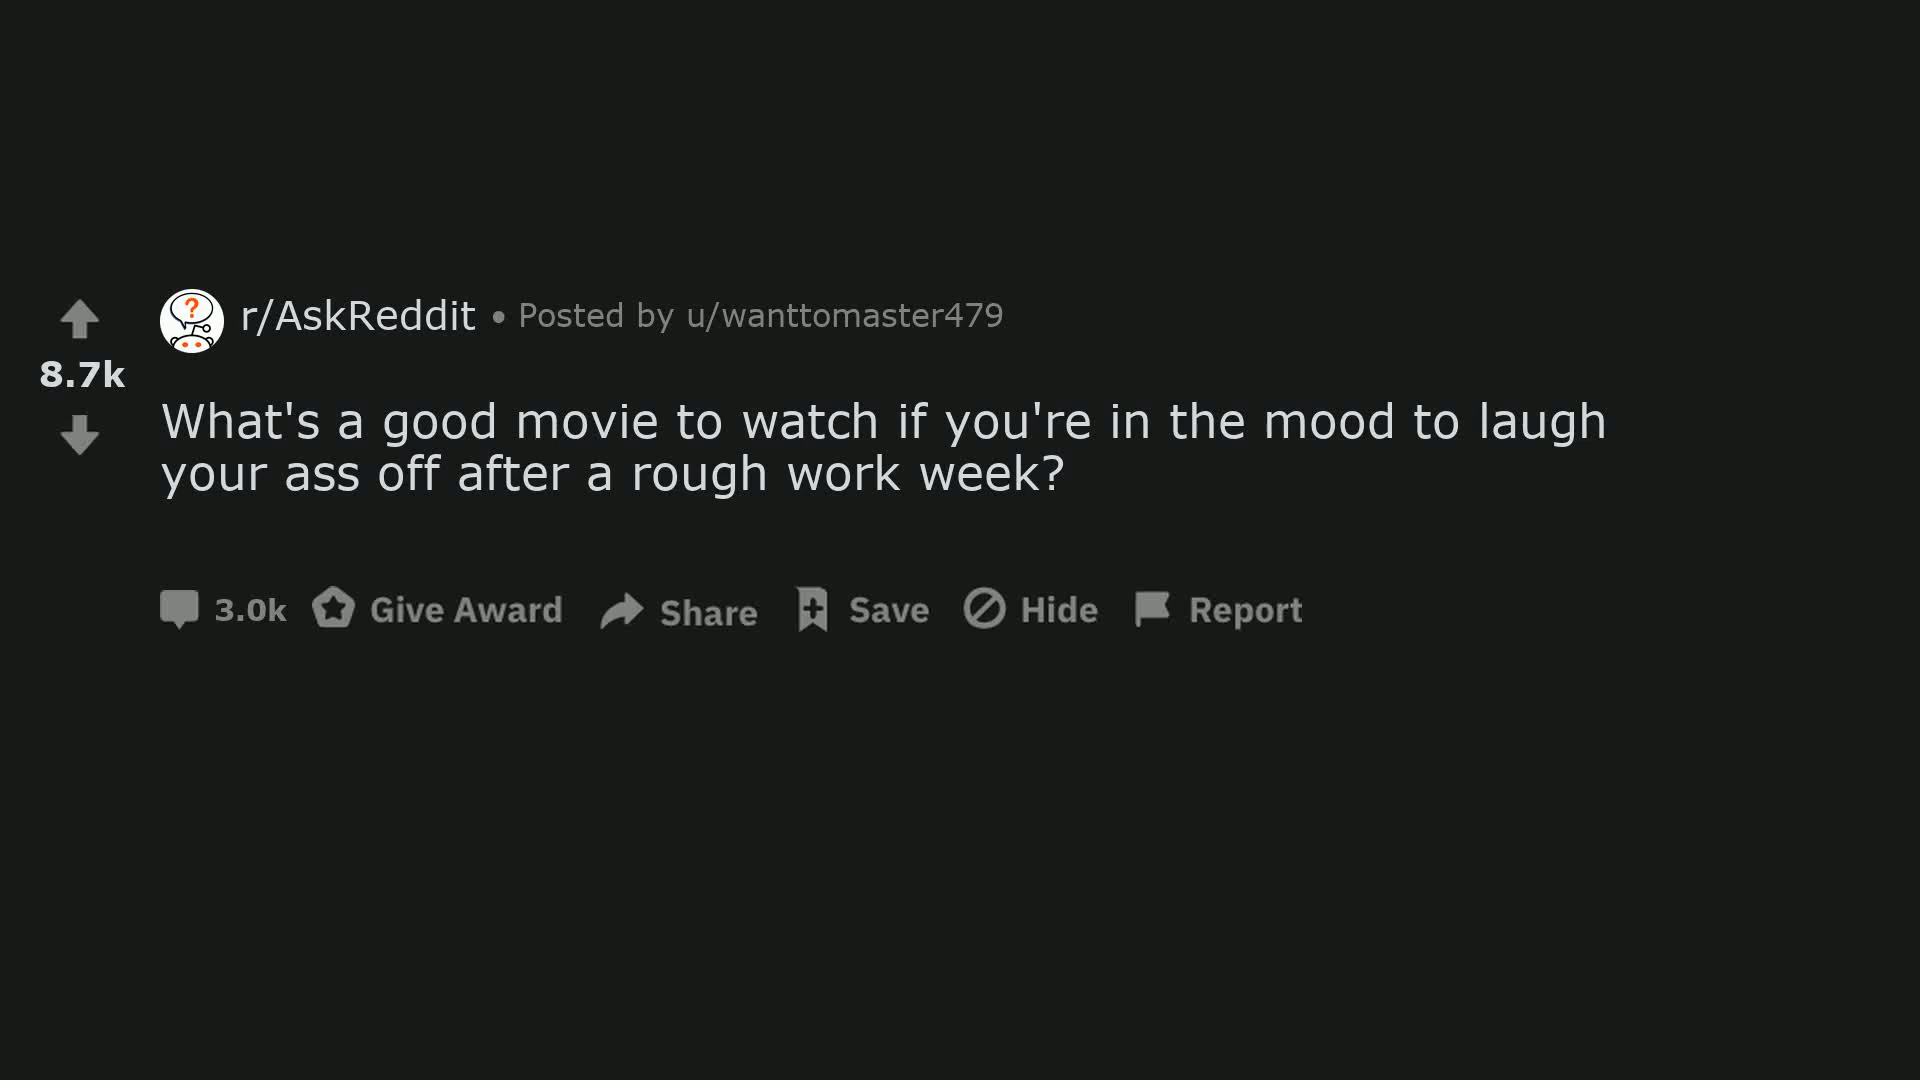 r/AskReddit • Posted by u/wanttomaster479
8.7k
What's a good movie to watch if you're in the mood to laugh
your ass off after a rough work week?
3.0k Give Award Share Save Hide Report